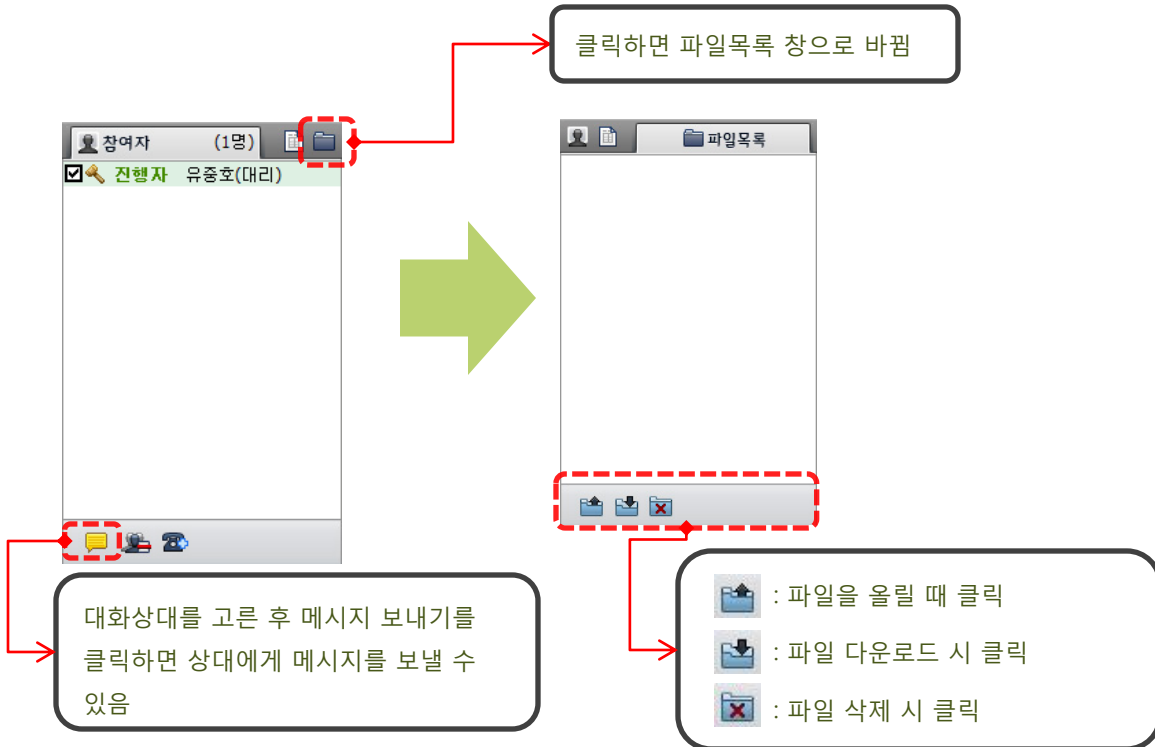 클릭하면 파일목록 창으로 바뀜
참여자 (1명)
진행자 유중호(대리)
파일목록
대화상대를 고른 후 메시지 보내기를
클릭하면 상대에게 메시지를 보낼 수
있음
: 파일을 올릴 때 클릭
: 파일 다운로드 시 클릭
: 파일 삭제 시 클릭